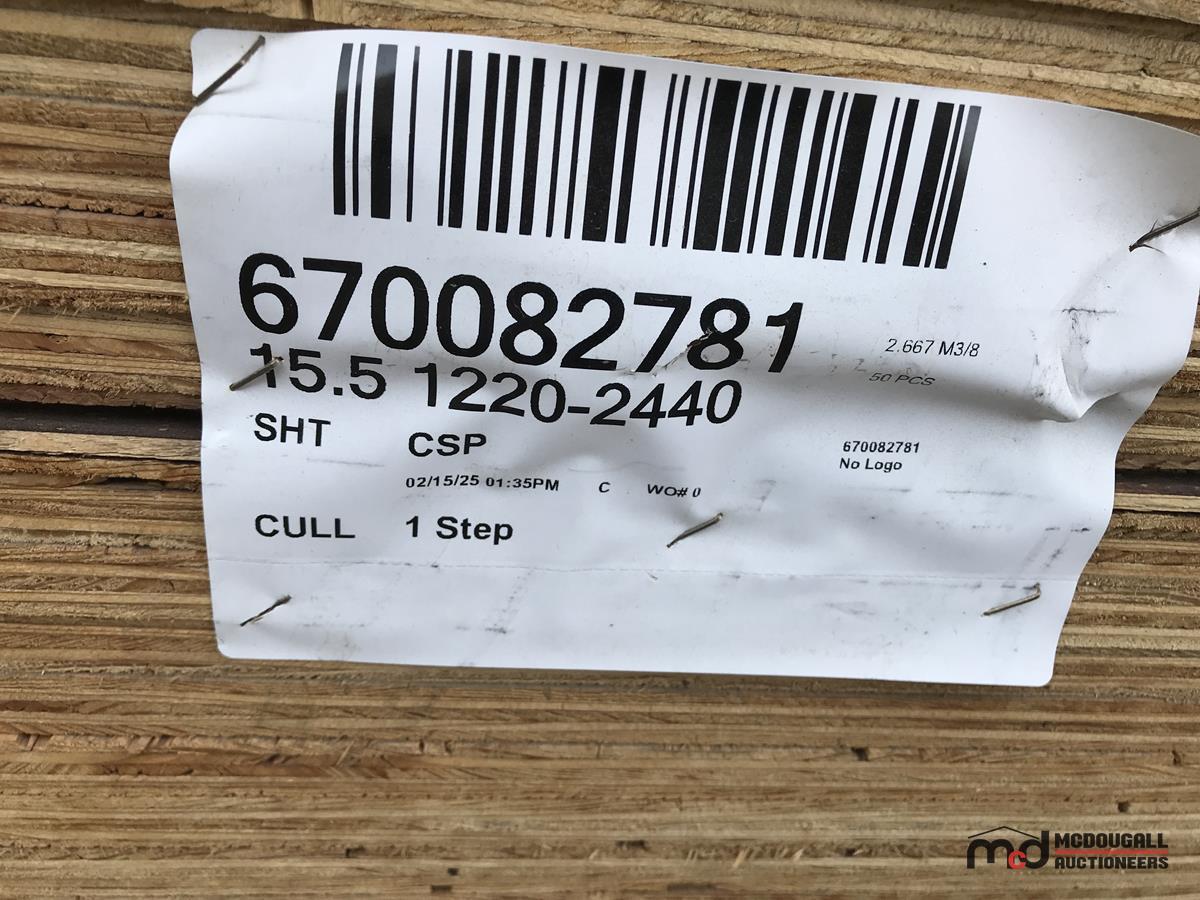 670082781
2.667 M3/8
15.5 1220-2440
50 PCS
SHT CSP
670082781
No Logo
02/15/25 01:35PM C WO# 0
CULL 1 Step
mcd MCDOUGALL
AUCTIONEERS